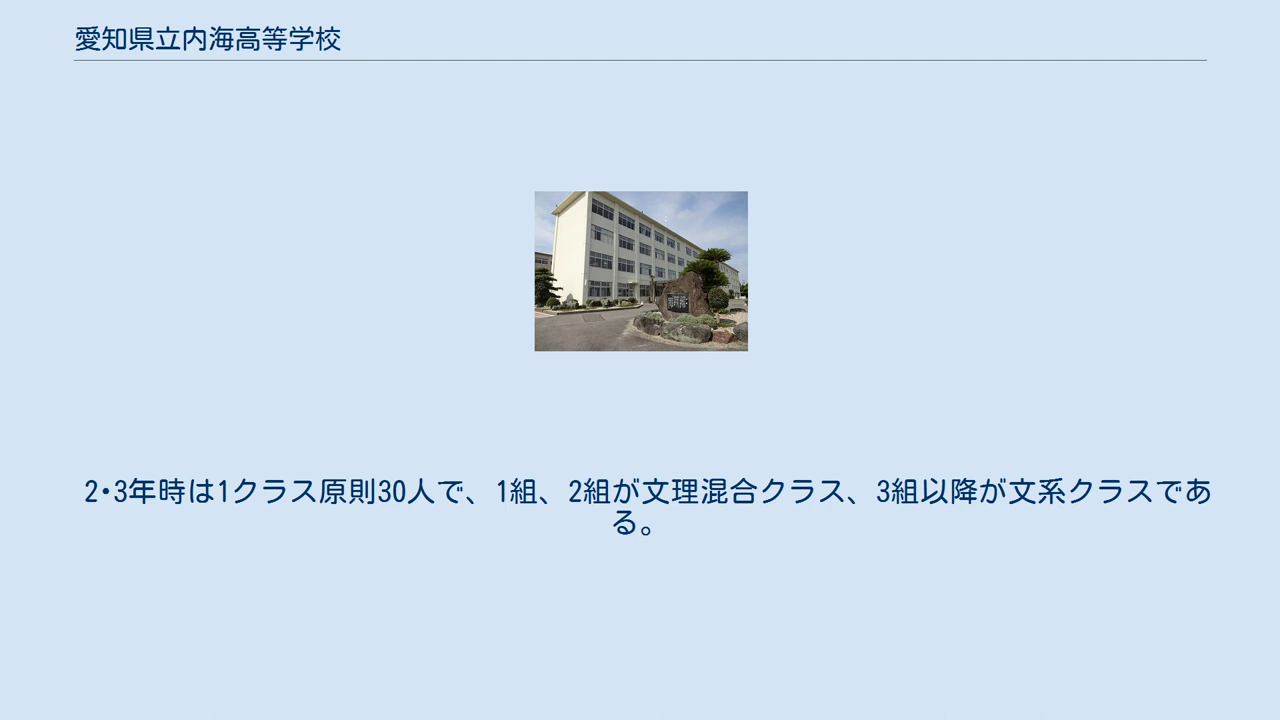 愛知県立内海高等学校
2・3年時は1クラス原則30人で、1組、2組が文理混合クラス、3組以降が文系クラスであ
る。